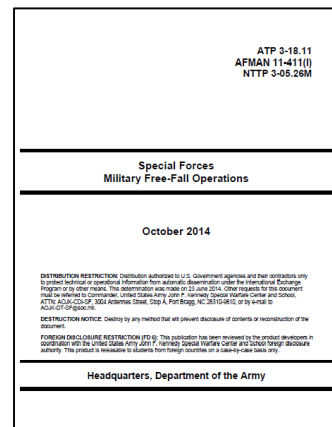 ATP 3-18.11
AFMAN 11-411(I)
NTTP 3-05.26M
Special Forces
Military Free-Fall Operations
October 2014
DISTRIBUTION RESTRICTION: Distribution authorized to U.S. Government agencies and their contractors only
to protect technical or operational information from automatic dissemination under the International Exchange
Program or by other means. This determination was made on 23 June 2014. Other requests for this document
must be referred to Commander, United States Army John F. Kennedy Special Warfare Center and School,
ATTN: AOJK-CDI-SF, 3004 Ardennes Street, Stop A, Fort Bragg, NC 28310-9610, or by e-mail to
AOJK-DT-SF@soc.mil.
DESTRUCTION NOTICE: Destroy by any method that will prevent disclosure of contents or reconstruction of the
document.
FOREIGN DISCLOSURE RESTRICTION (FD 6): This publication has been reviewed by the product developers in
coordination with the United States Army John F. Kennedy Special Warfare Center and School foreign disclosure
authority. This product is releasable to students from foreign countries on a case-by-case basis only.
Headquarters, Department of the Army